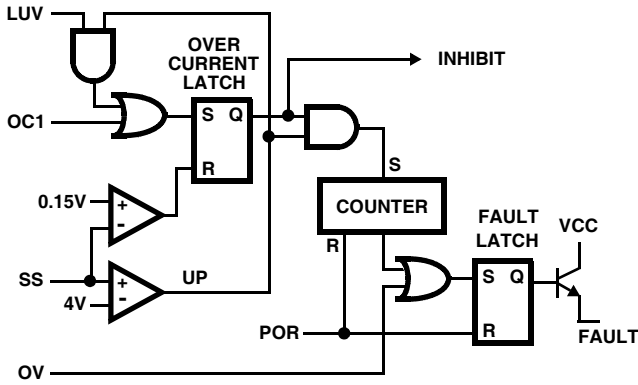 LUV
OVER
CURRENT
LATCH
INHIBIT
OC1
S Q
R
0.15V
+
-
S
COUNTER
R
FAULT
LATCH
VCC
SS
UP
+
-
4V
S Q
R
POR
FAULT
OV